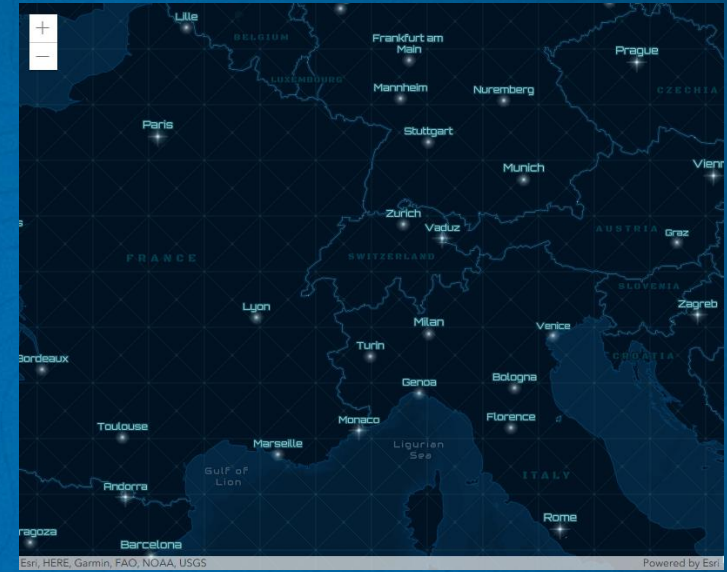 +
Lille
BELGIUM
Frankfurt am
Main
Prague
—
LUXEMBOURG
Mannheim
Nuremberg
CZECHIA
Paris
Stuttgart
Munich
Vienr
s
Zurich
Vaduz
AUSTRIA
Graz
FRANCE
SWITZERLAND
SLOVENIA
Lyon
Zagreb
Milan
Venice
Turin
Bordeaux
CROATIA
Genoa
Bologna
Toulouse
Monaco
Florence
Marseille
Ligurian
Sea
Gulf of
Lion
ITALY
Andorra
Rome
ragoza
Barcelona
Esri, HERE, Garmin, FAO, NOAA, USGS
Powered by Esri